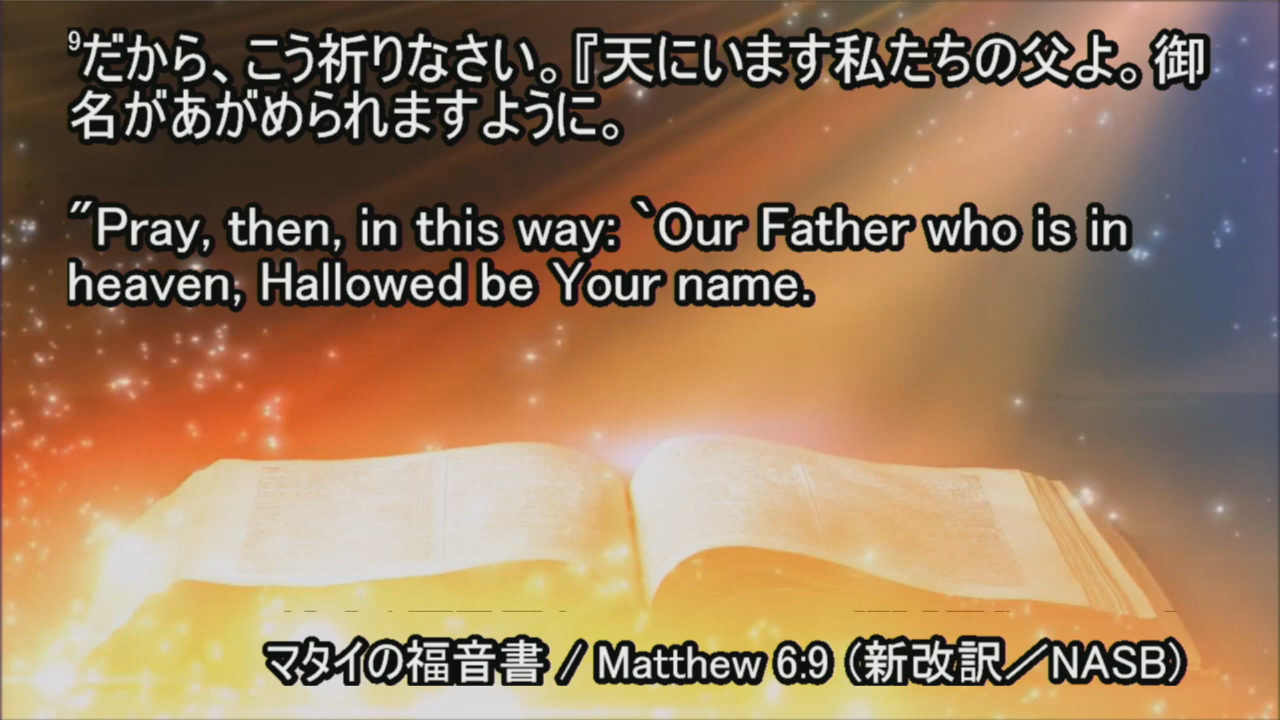 ⁹だから、こう祈りなさい。『天にいます私たちの父よ。御
名があがめられますように。
"Pray, then, in this way: `Our Father who is in
heaven, Hallowed be Your name.
マタイの福音書 / Matthew 6:9 (新改訳／NASB)